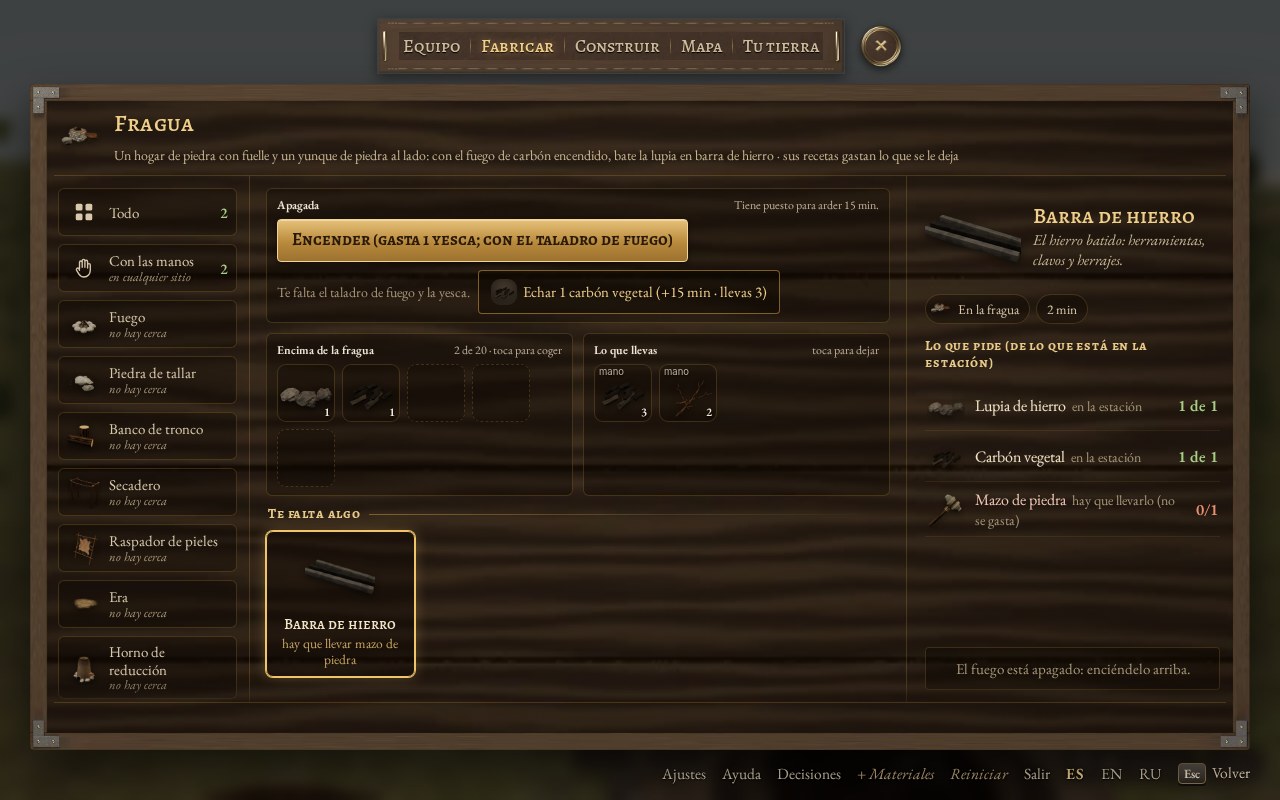 Equipo
Fabricar
Construir
Mapa
Tu tierra
Fragua
Un hogar de piedra con fuelle y un yunque de piedra al lado: con el fuego de carbón encendido, bate la lupia en barra de hierro · sus recetas gastan lo que se le deja
Todo 2
Con las manos 2
en cualquier sitio
Fuego
no hay cerca
Piedra de tallar
no hay cerca
Banco de tronco
no hay cerca
Secadero
no hay cerca
Raspador de pieles
no hay cerca
Era
no hay cerca
Horno de
reducción
no hay cerca
Apagada
Tiene puesto para arder 15 min.
Encender (gasta 1 yesca; con el taladro de fuego)
Te falta el taladro de fuego y la yesca.
Echar 1 carbón vegetal (+15 min · llevas 3)
Encima de la fragua
2 de 20 · toca para coger
1
1
Lo que llevas
toca para dejar
mano
3
mano
2
Te falta algo
Barra de hierro
hay que llevar mazo de
piedra
Barra de hierro
El hierro batido: herramientas,
clavos y herrajes.
En la fragua
2 min
Lo que pide (de lo que está en la
estación)
Lupia de hierro en la estación 1 de 1
Carbón vegetal en la estación 1 de 1
Mazo de piedra hay que llevarlo (no
se gasta)
0/1
El fuego está apagado: enciéndelo arriba.
Ajustes
Ayuda
Decisiones
+ Materiales
Reiniciar
Salir
ES
EN
RU
Esc
Volver